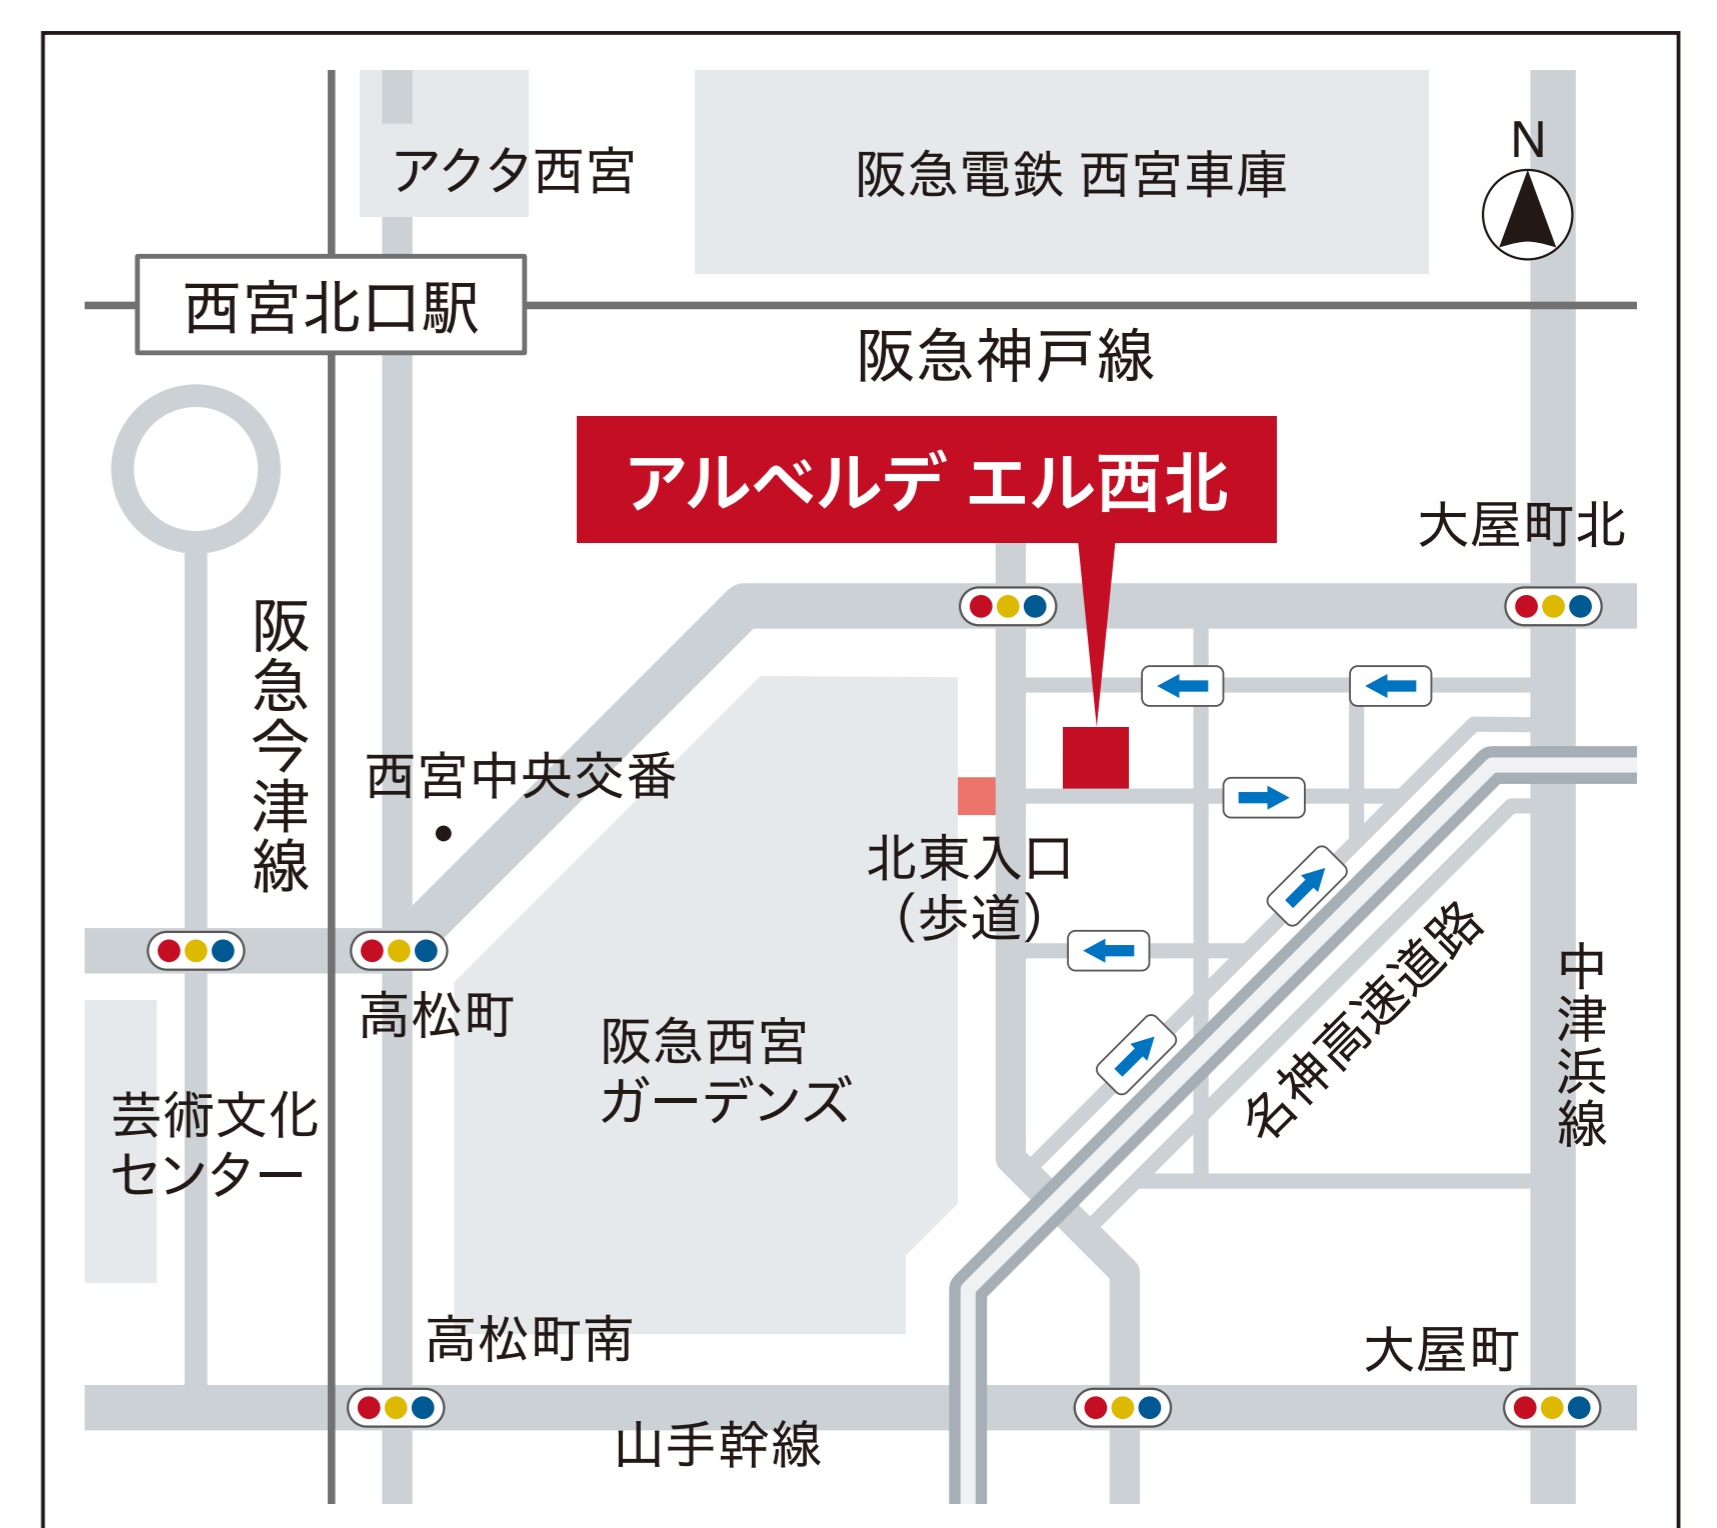 アクタ西宮
阪急電鉄 西宮車庫
N
西宮北口駅
阪急神戸線
アルベルデ エル西北
大屋町北
阪急今津線
西宮中央交番
北東入口
（歩道）
名神高速道路
中津浜線
高松町
阪急西宮
ガーデンズ
芸術文化
センター
高松町南
大屋町
山手幹線